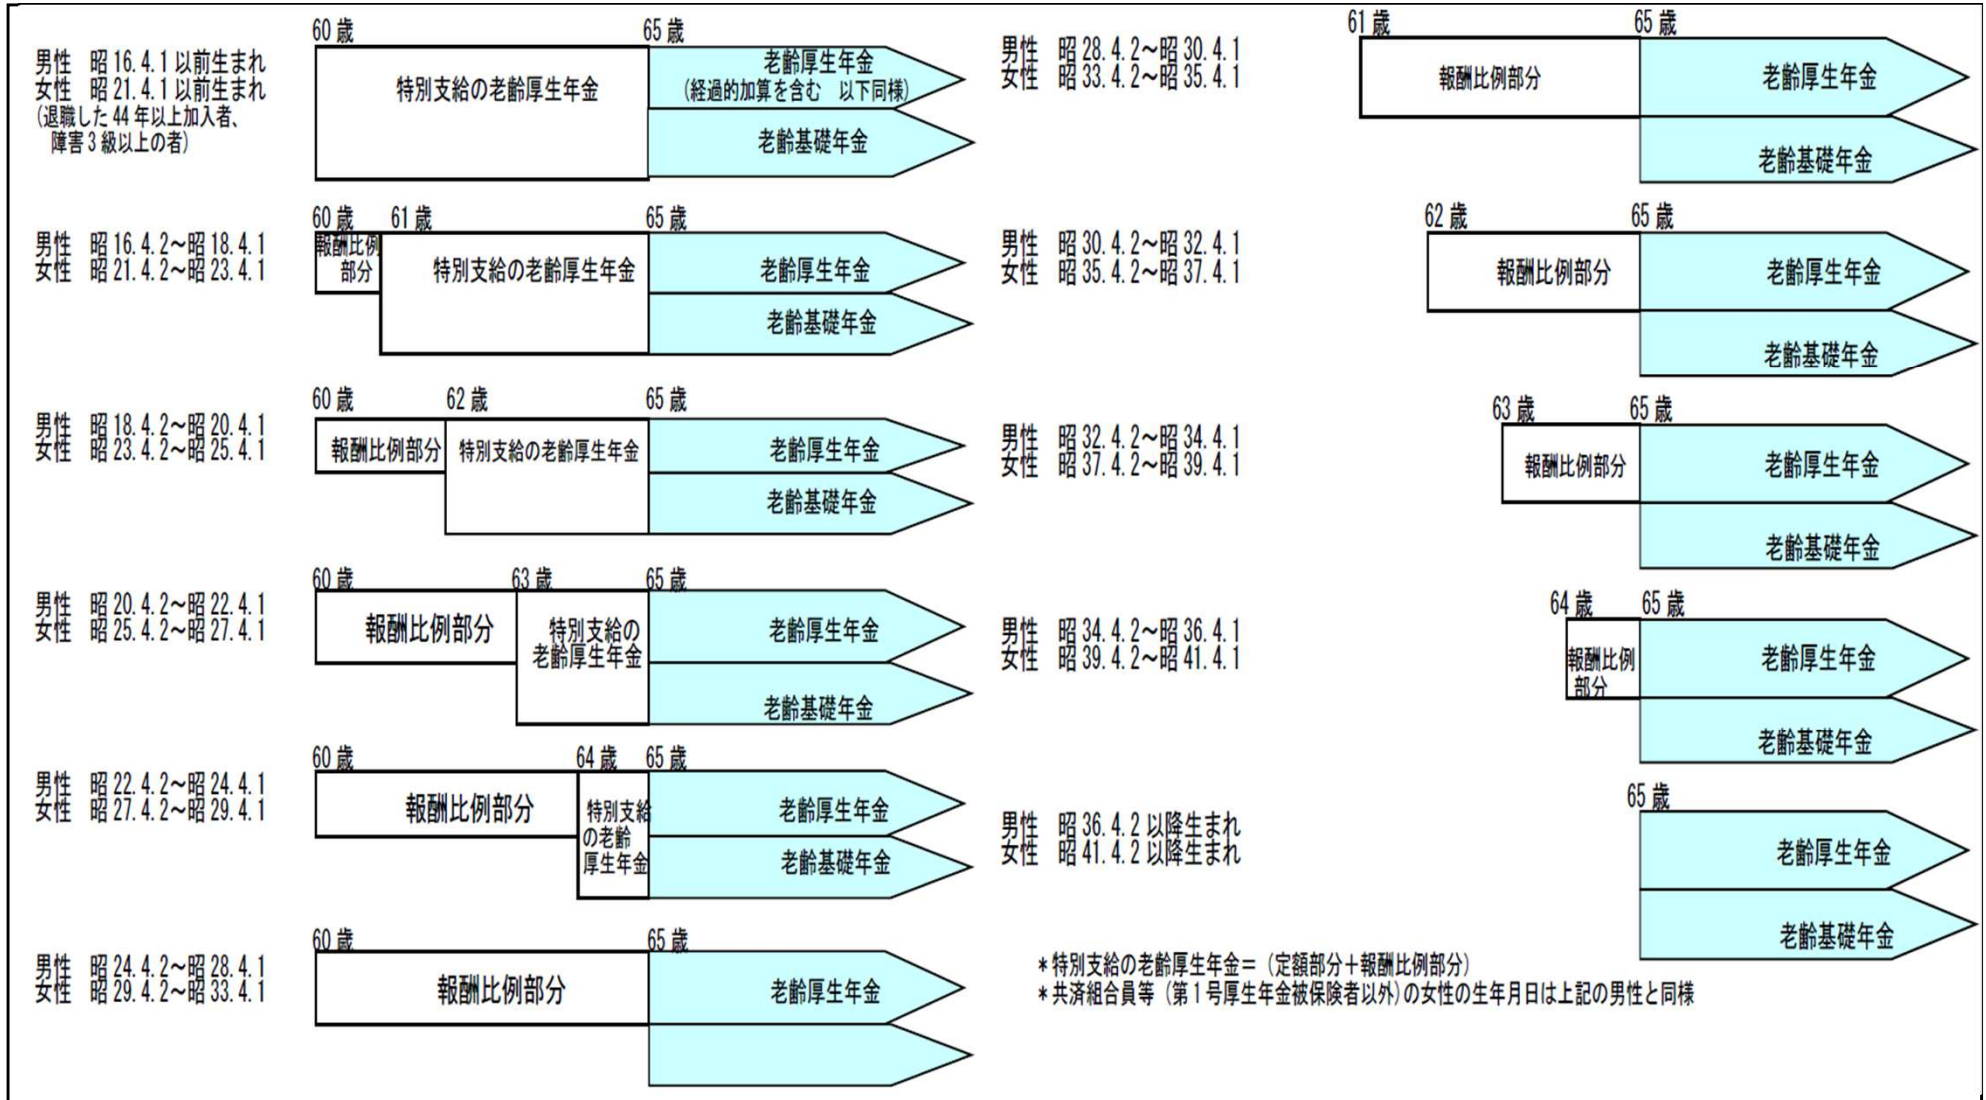 60歳 65歳
男性 昭16.4.1以前生まれ
女性 昭21.4.1以前生まれ
(退職した44年以上加入者、
障害3級以上の者)
特別支給の老齢厚生年金
老齢厚生年金
(経過的加算を含む 以下同様)
老齢基礎年金
60歳 61歳 65歳
男性 昭16.4.2～昭18.4.1
女性 昭21.4.2～昭23.4.1
報酬比例
部分
特別支給の老齢厚生年金
老齢厚生年金
老齢基礎年金
60歳 62歳 65歳
男性 昭18.4.2～昭20.4.1
女性 昭23.4.2～昭25.4.1
報酬比例部分
特別支給の老齢厚生年金
老齢厚生年金
老齢基礎年金
60歳 63歳 65歳
男性 昭20.4.2～昭22.4.1
女性 昭25.4.2～昭27.4.1
報酬比例部分
特別支給の
老齢厚生年金
老齢厚生年金
老齢基礎年金
60歳 64歳 65歳
男性 昭22.4.2～昭24.4.1
女性 昭27.4.2～昭29.4.1
報酬比例部分
特別支給
の老齢
厚生年金
老齢厚生年金
老齢基礎年金
60歳 65歳
男性 昭24.4.2～昭28.4.1
女性 昭29.4.2～昭33.4.1
報酬比例部分
老齢厚生年金
61歳 65歳
男性 昭28.4.2～昭30.4.1
女性 昭33.4.2～昭35.4.1
報酬比例部分
老齢厚生年金
老齢基礎年金
62歳 65歳
男性 昭30.4.2～昭32.4.1
女性 昭35.4.2～昭37.4.1
報酬比例部分
老齢厚生年金
老齢基礎年金
63歳 65歳
男性 昭32.4.2～昭34.4.1
女性 昭37.4.2～昭39.4.1
報酬比例部分
老齢厚生年金
老齢基礎年金
64歳 65歳
男性 昭34.4.2～昭36.4.1
女性 昭39.4.2～昭41.4.1
報酬比例
部分
老齢厚生年金
老齢基礎年金
65歳
男性 昭36.4.2以降生まれ
女性 昭41.4.2以降生まれ
老齢厚生年金
老齢基礎年金
*特別支給の老齢厚生年金=(定額部分+報酬比例部分)
*共済組合員等(第1号厚生年金被保険者以外)の女性の生年月日は上記の男性と同様